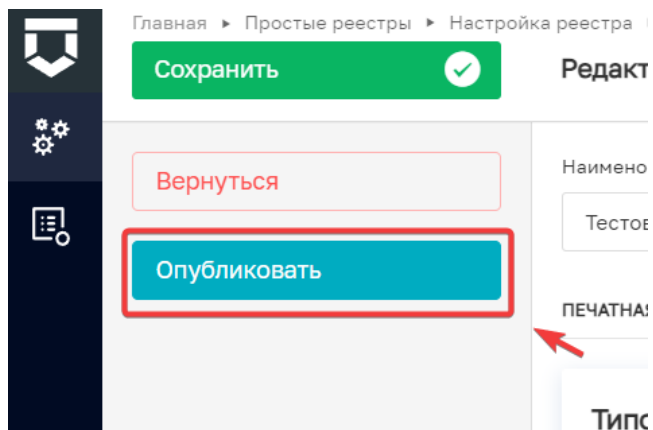 Главная ▸ Простые реестры ▸ Настройка реестра
Сохранить
Вернуться
Опубликовать